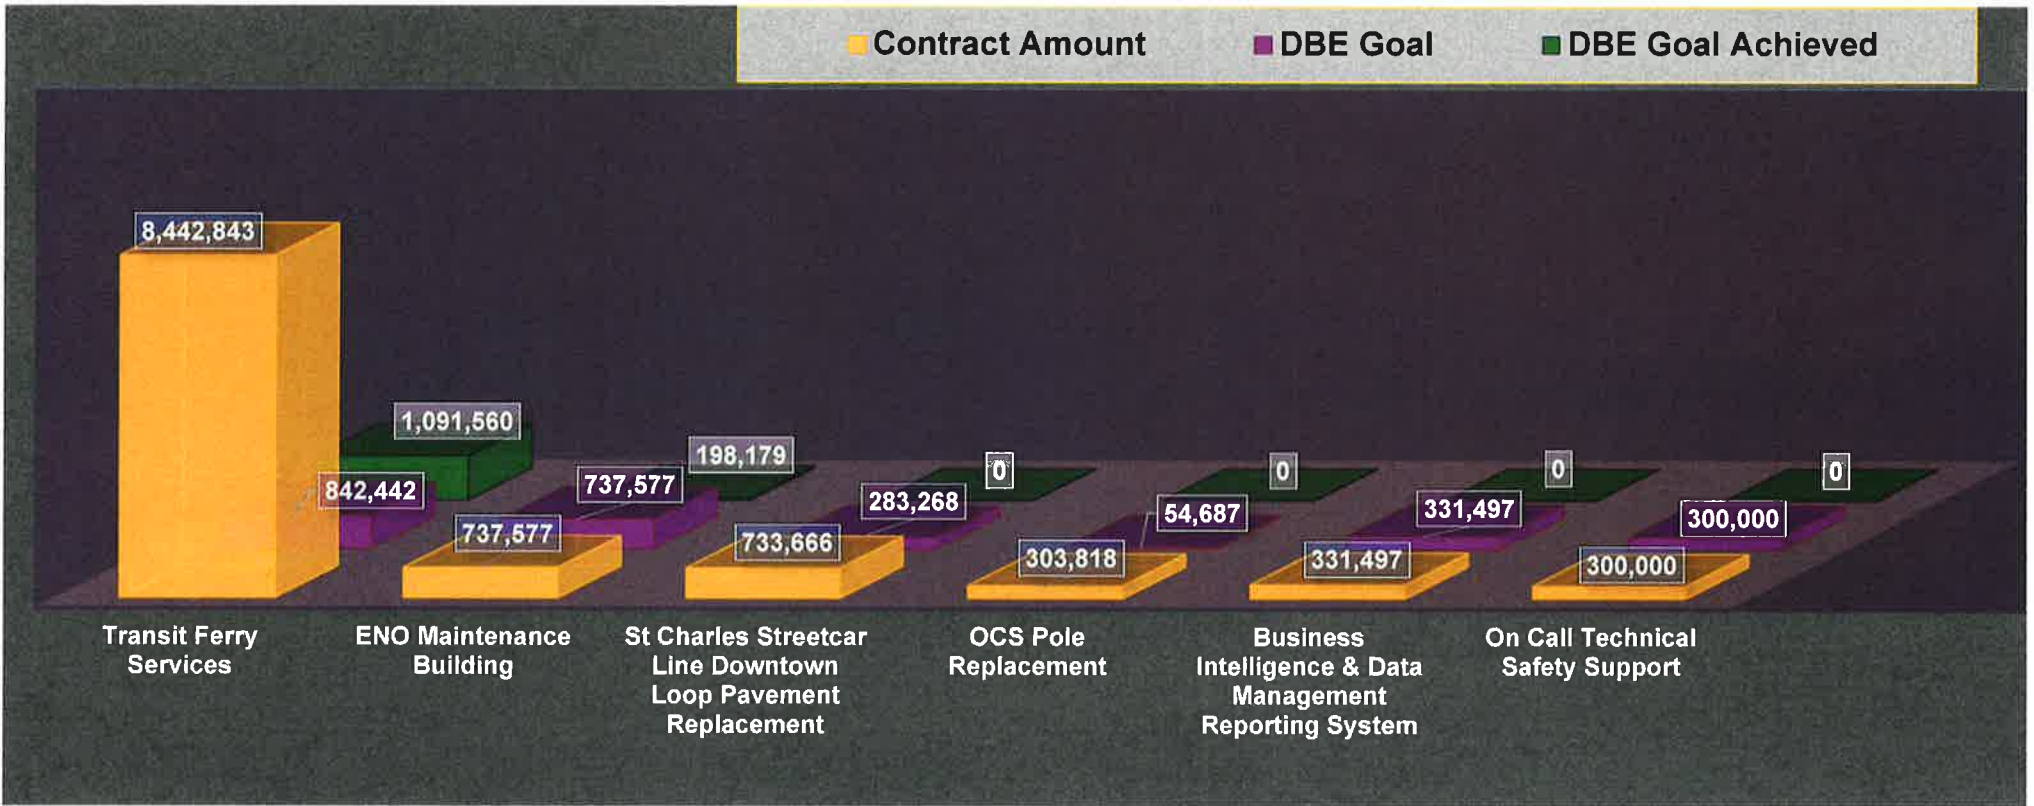 Contract Amount DBE Goal DBE Goal Achieved
8,442,843
1,091,560
842,442
198,179
737,577
737,577
0
283,268
733,666
0
54,687
303,818
0
331,497
331,497
0
300,000
300,000
Transit Ferry
Services
ENO Maintenance
Building
St Charles Streetcar
Line Downtown
Loop Pavement
Replacement
OCS Pole
Replacement
Business
Intelligence & Data
Management
Reporting System
On Call Technical
Safety Support